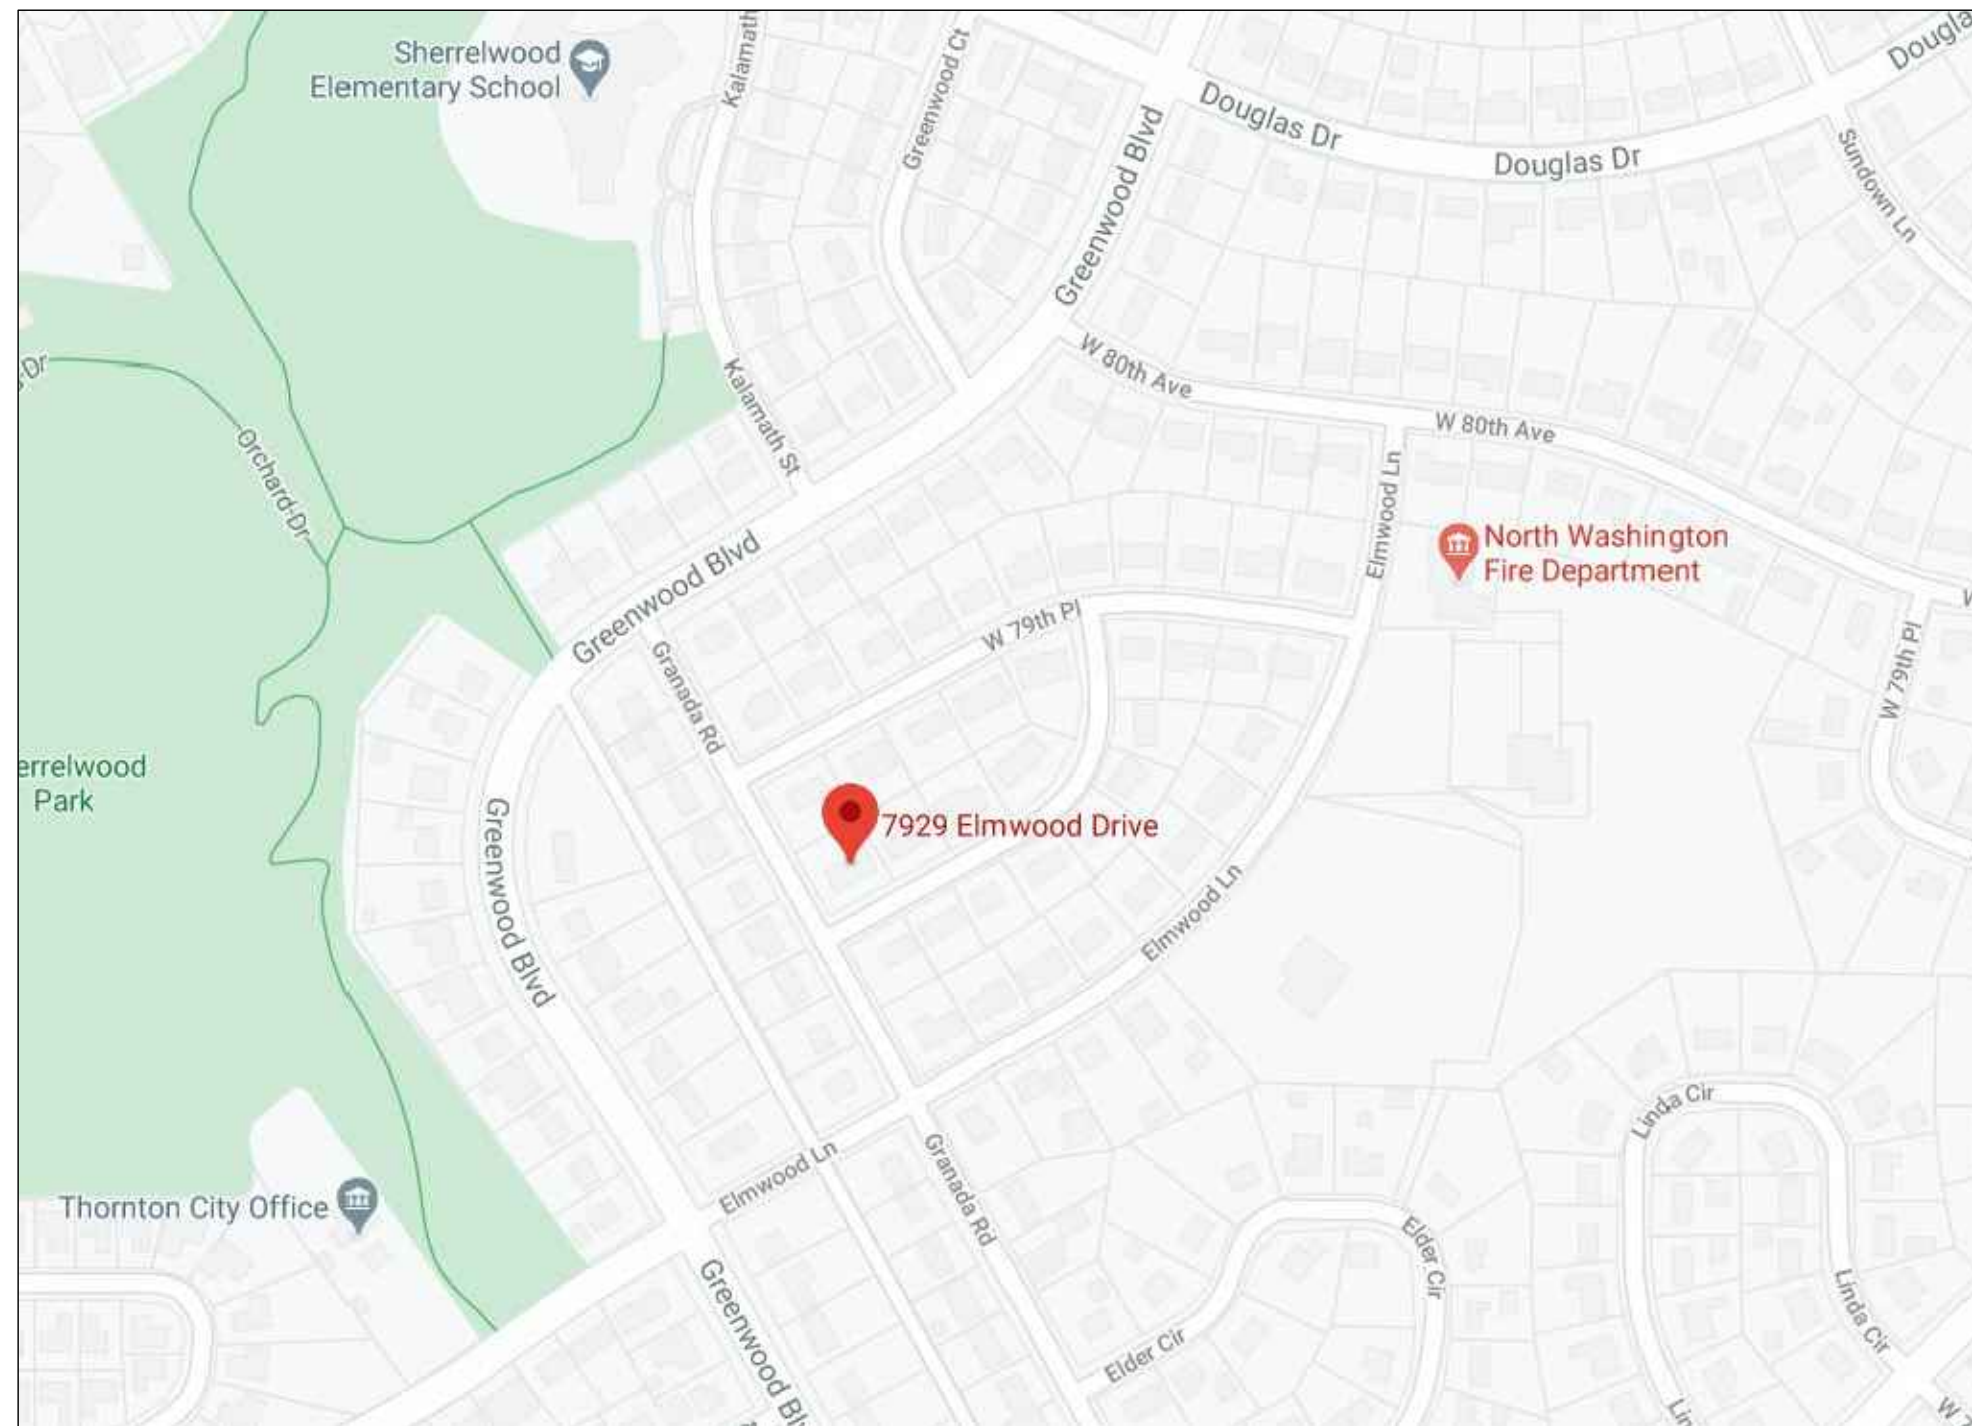 Sherrelwood
Elementary School
Kalamath
Greenwood Ct
Greenwood Blvd
Douglas Dr
Douglas Dr
Dougla
Sundown Ln
Dr
Orchard Dr
Kalamath St
W 80th Ave
W 80th Ave
Elmwood Ln
North Washington
Fire Department
Greenwood Blvd
W 79th Pl
W 79th Pl
Granada Rd
errelwood
Park
7929 Elmwood Drive
Greenwood Blvd
Elmwood Ln
Linda Cir
Thornton City Office
Elmwood Ln
Granada Rd
Elder Cir
Linda Cir
Greenwood Blv
Elder Cir
Lin
W